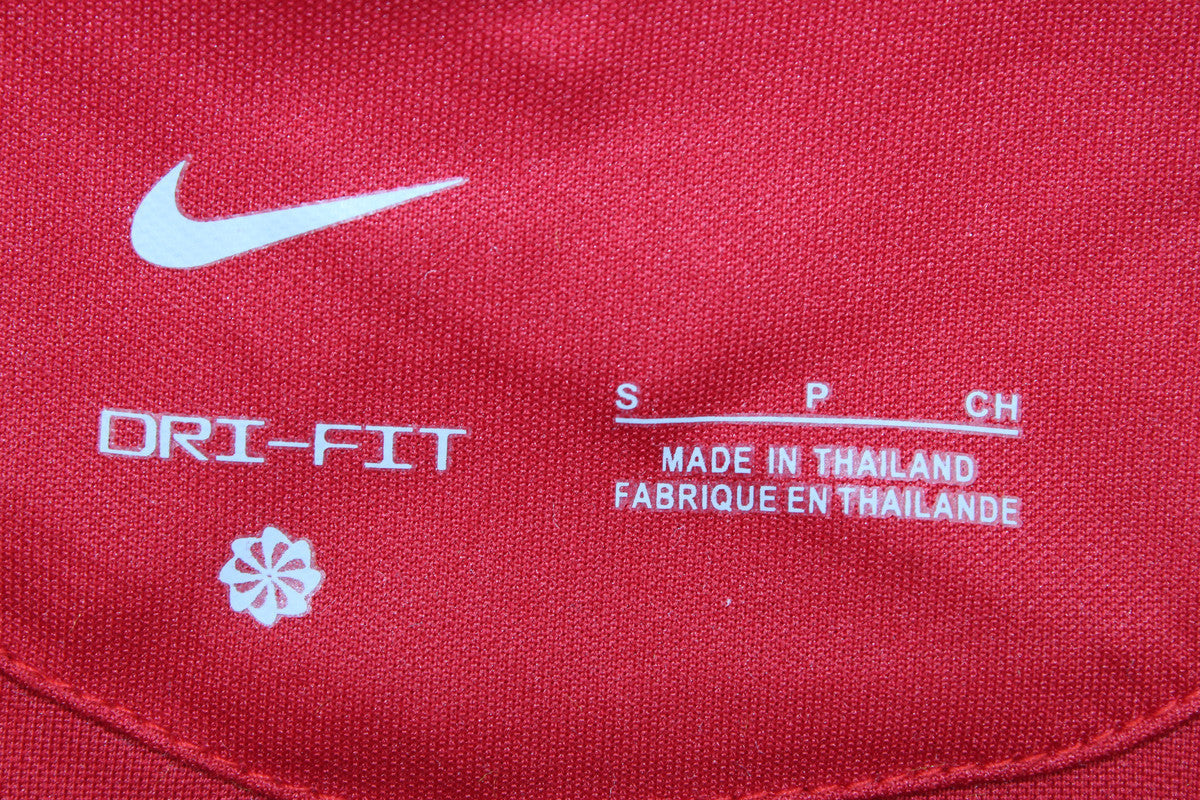 DRI-FIT
S P CH
MADE IN THAILAND
FABRIQUE EN THAILANDE